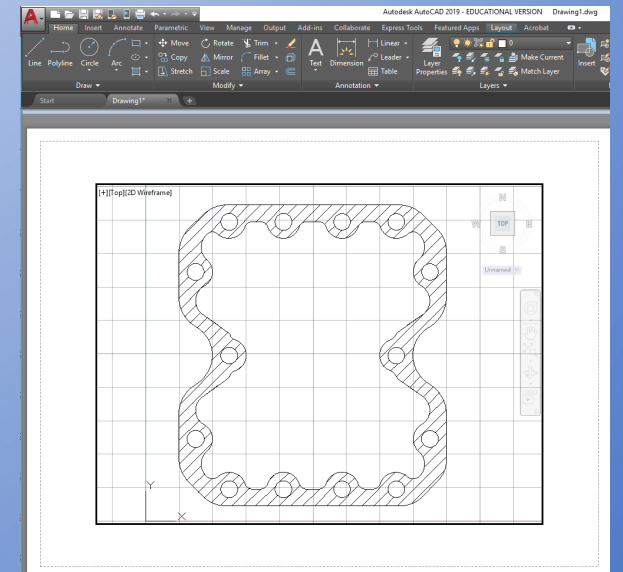 A
Autodesk AutoCAD 2019 - EDUCATIONAL VERSION Drawing1.dwg
Home Insert Annotate Parametric View Manage Output Add-ins Collaborate Express Tools Featured Apps Layout Acrobat
Line Polyline Circle Arc
Move Rotate Trim
Copy Mirror Fillet
Stretch Scale Array
A
Text Dimension
Linear
Leader
Table
Layer Properties
0
Make Current
Match Layer
Insert
Draw Modify Annotation Layers
Start Drawing1* +
[+][Top][2D Wireframe]
N
W TOP E
S
Unnamed
Y
X